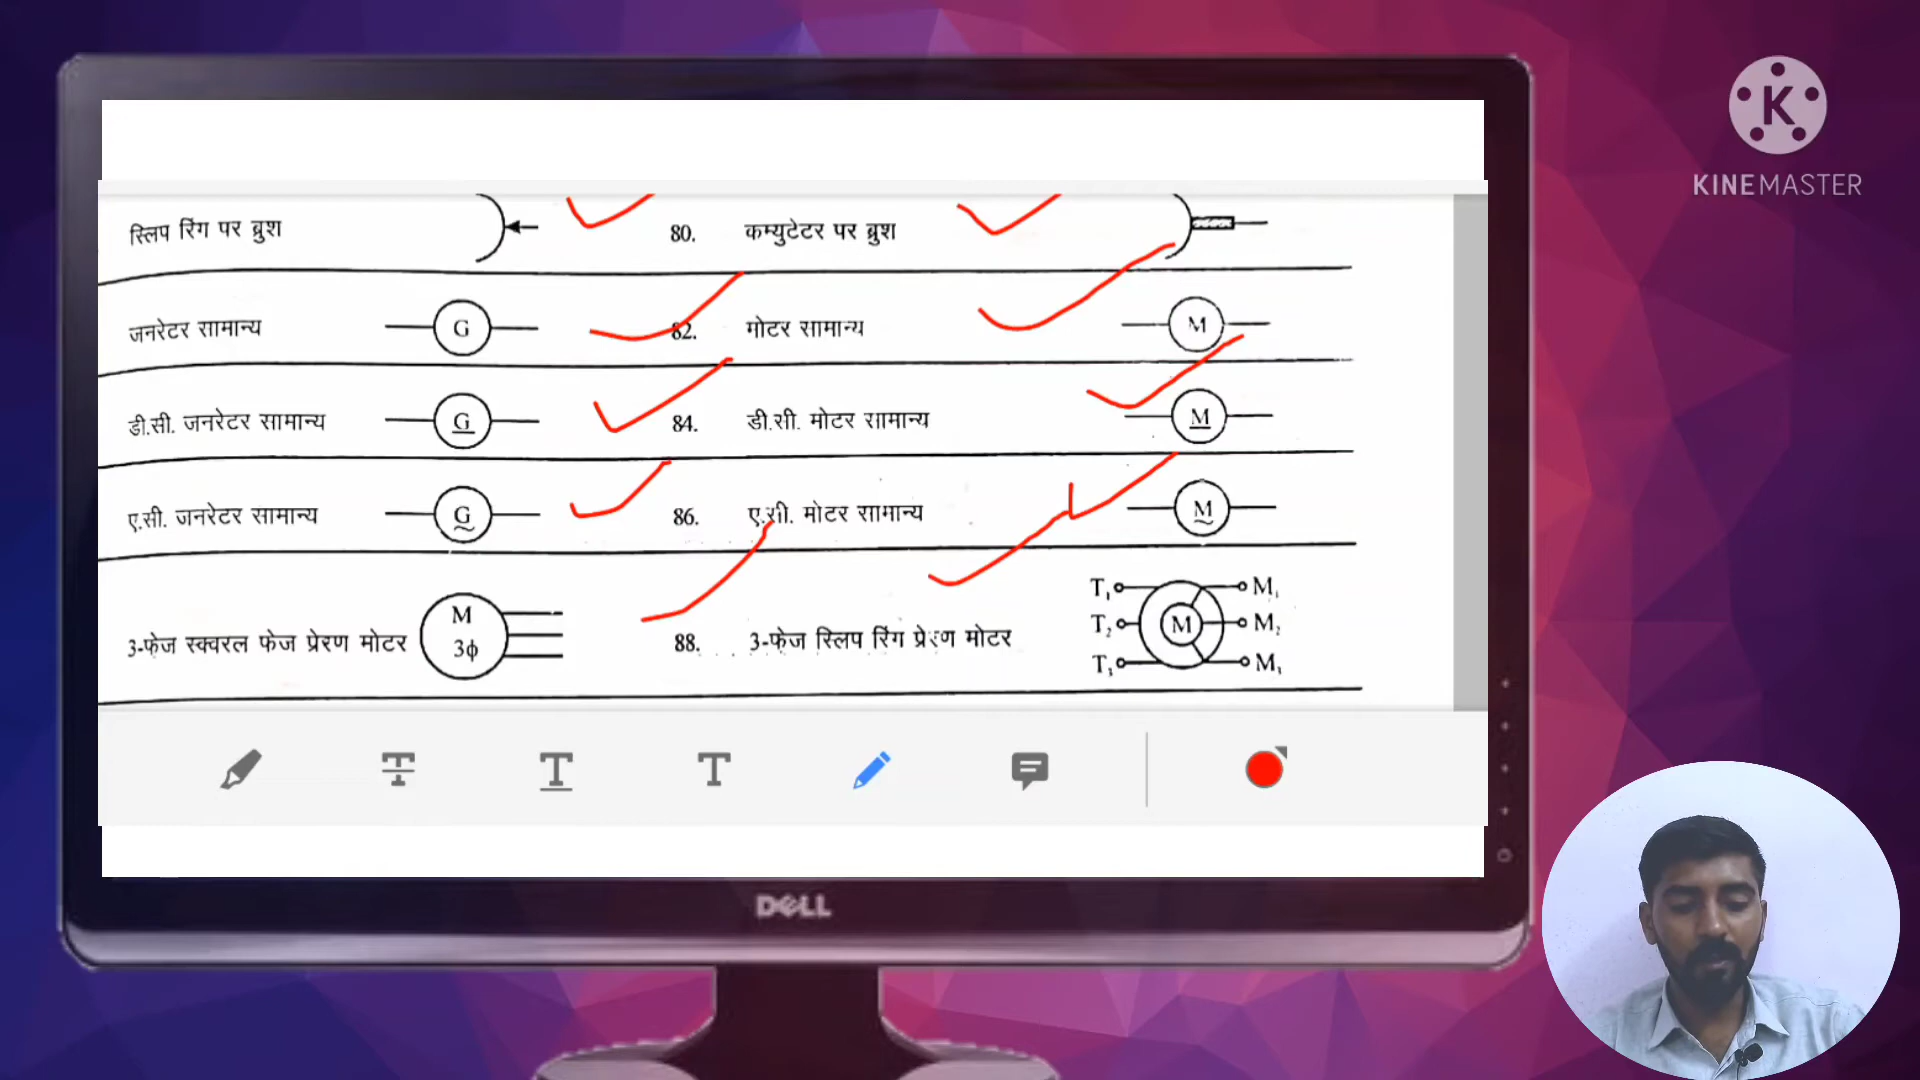 KINEMASTER
स्लिप रिंग पर ब्रुश
80. कम्युटेटर पर ब्रुश
जनरेटर सामान्य G
82. मोटर सामान्य M
डी.सी. जनरेटर सामान्य G
84. डी.सी. मोटर सामान्य M
ए.सी. जनरेटर सामान्य G
86. ए.सी. मोटर सामान्य M
3-फेज स्क्वरल फेज प्रेरण मोटर M 3ϕ
88. 3-फेज स्लिप रिंग प्रेरण मोटर
T₁ M₁
T₂ M M₂
T₃ M₃
T T T
DELL